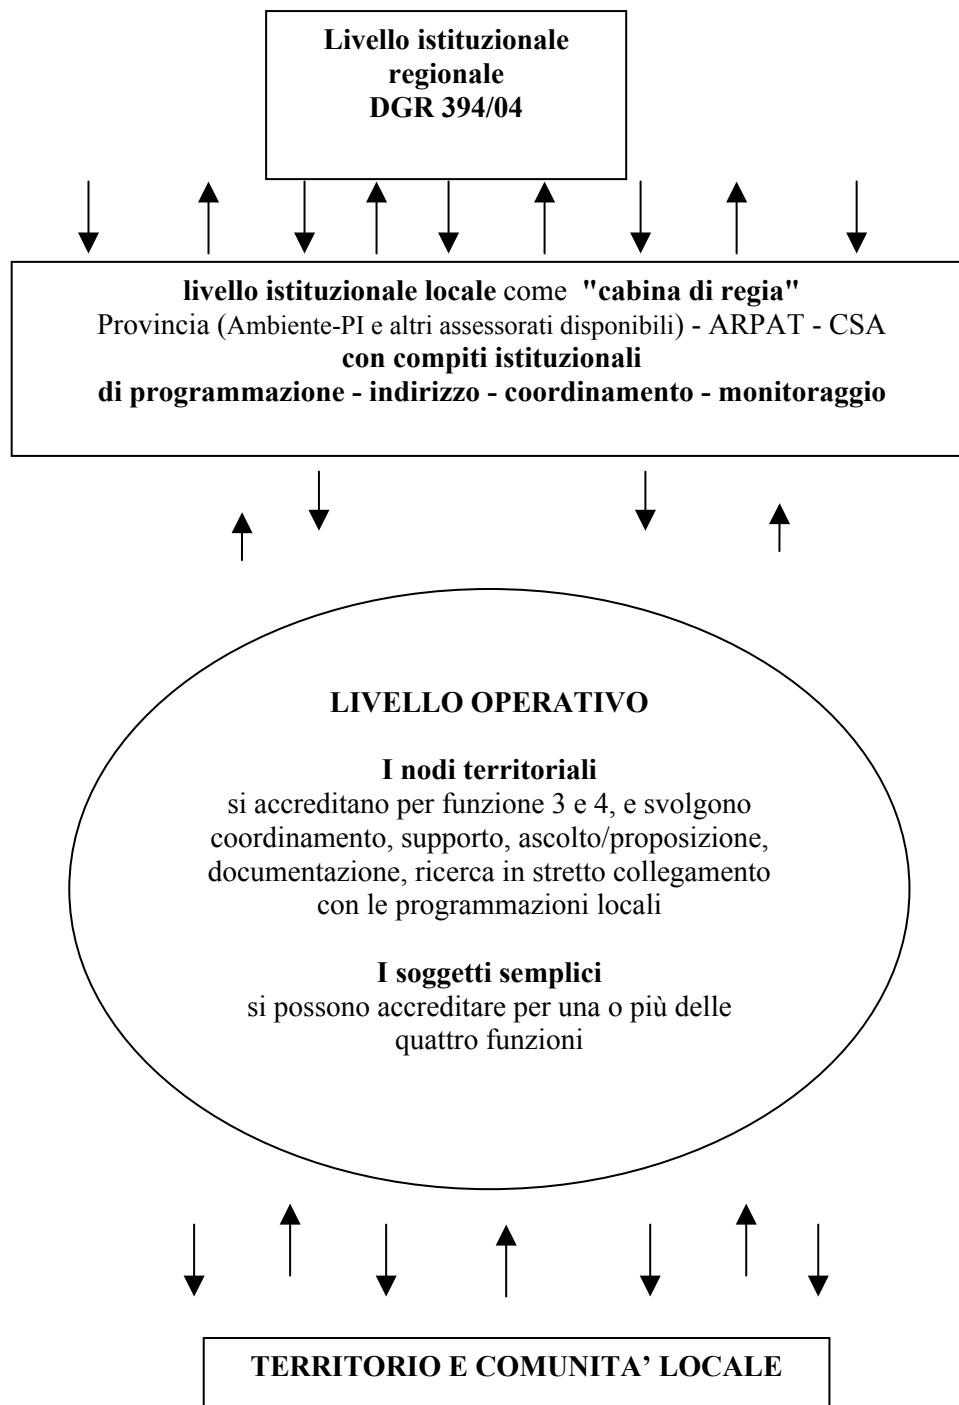 Livello istituzionale
regionale
DGR 394/04
livello istituzionale locale come "cabina di regia"
Provincia (Ambiente-PI e altri assessorati disponibili) - ARPAT - CSA
con compiti istituzionali
di programmazione - indirizzo - coordinamento - monitoraggio
LIVELLO OPERATIVO
I nodi territoriali
si accreditano per funzione 3 e 4, e svolgono
coordinamento, supporto, ascolto/proposizione,
documentazione, ricerca in stretto collegamento
con le programmazioni locali
I soggetti semplici
si possono accreditare per una o più delle
quattro funzioni
TERRITORIO E COMUNITA’ LOCALE